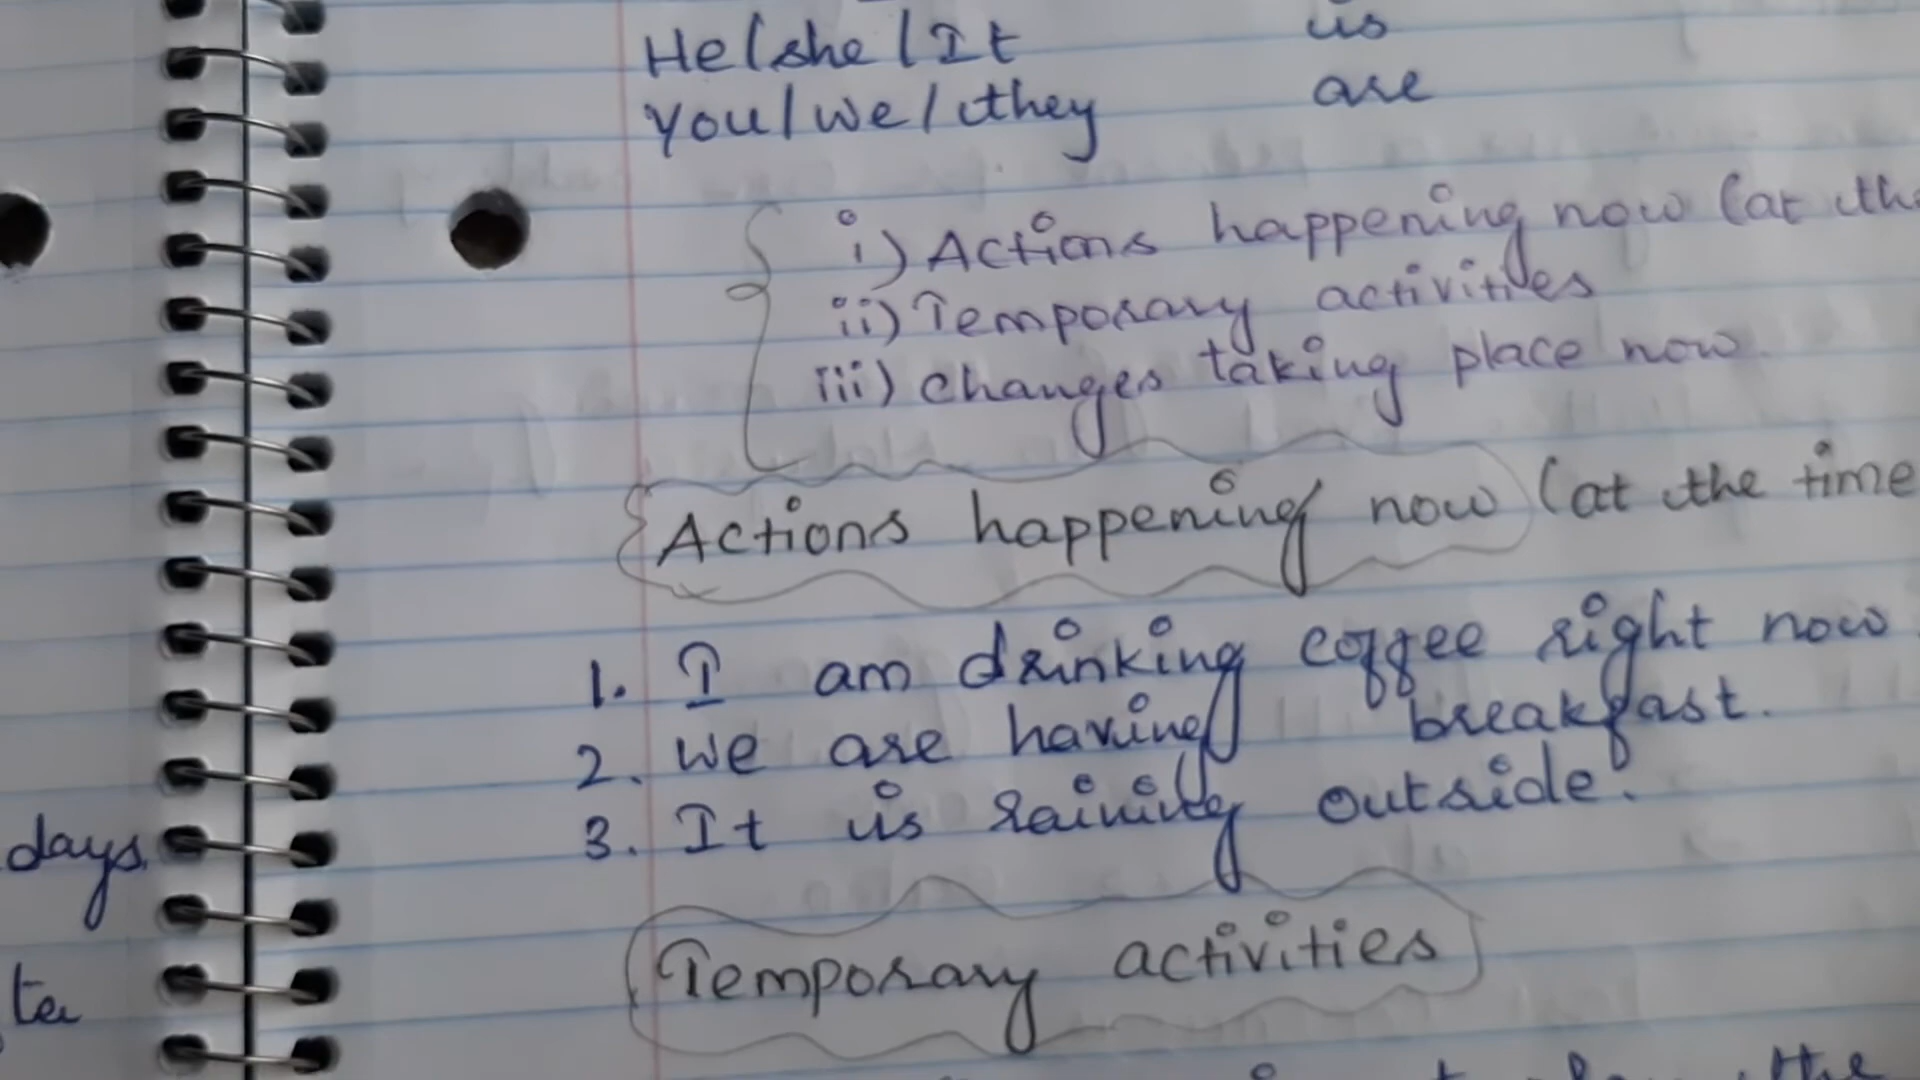 He/she/It is
You/we/they are
i) Actions happening now (at the
ii) Temporary activities
iii) changes taking place now.
Actions happening now (at the time
1. I am drinking coffee right now
2. we are having breakfast.
3. It is raining outside.
days.
Temporary activities
te
the